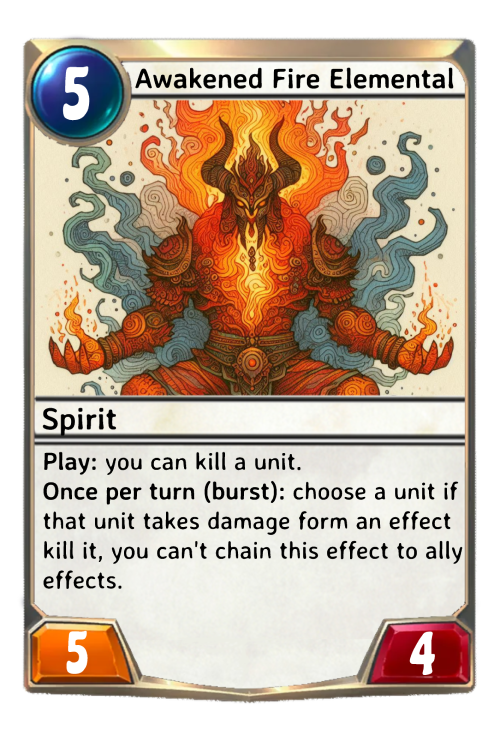 5
Awakened Fire Elemental
Spirit
Play: you can kill a unit.
Once per turn (burst): choose a unit if
that unit takes damage form an effect
kill it, you can't chain this effect to ally
effects.
5
4